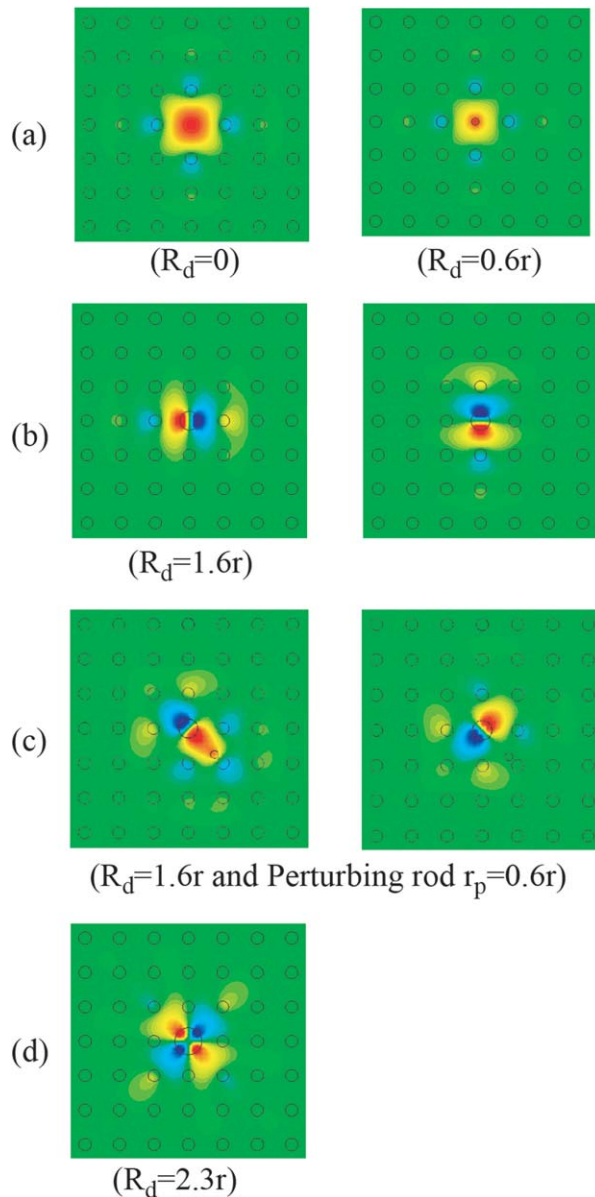 (a)
(R_d=0) (R_d=0.6r)
(b)
(R_d=1.6r)
(c)
(R_d=1.6r and Perturbing rod r_p=0.6r)
(d)
(R_d=2.3r)